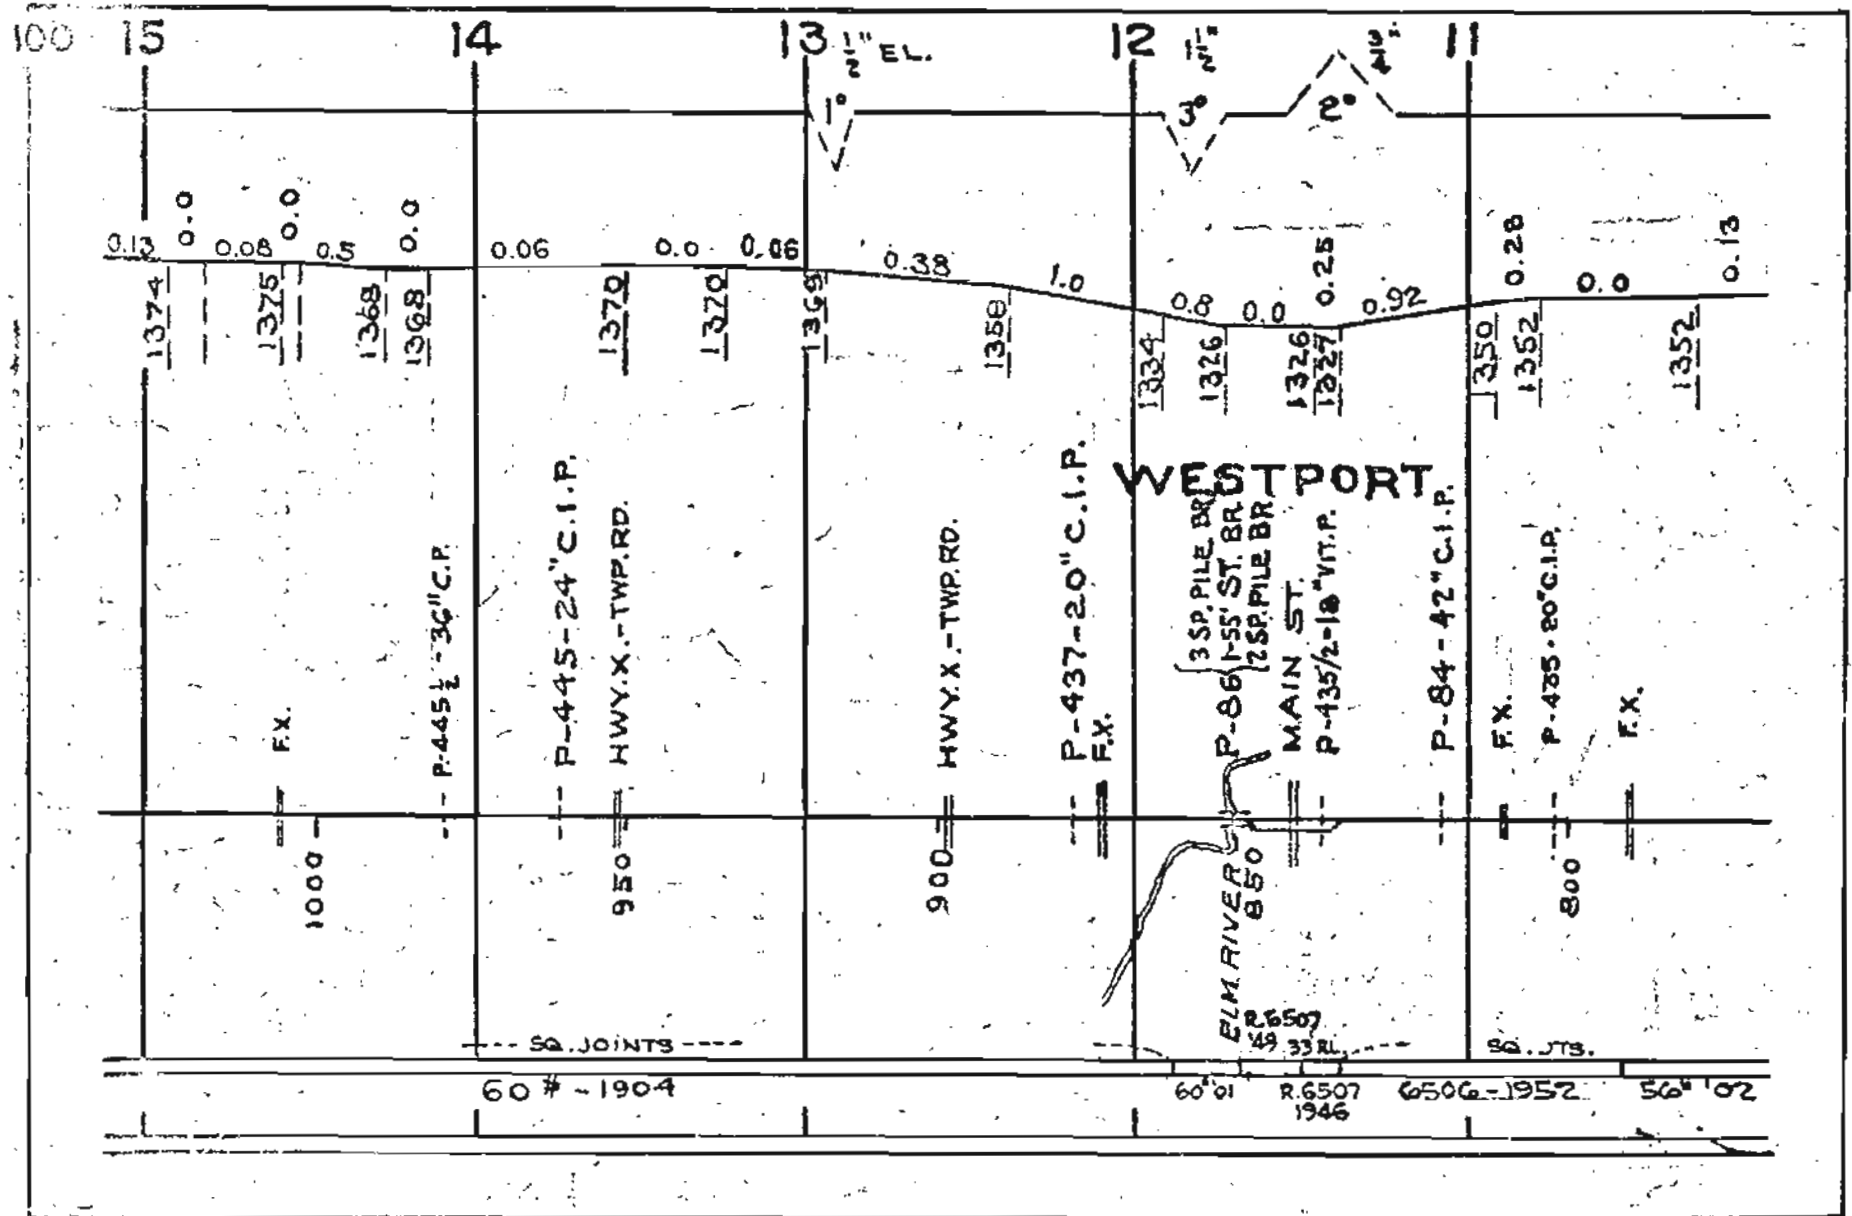 100 15 14 13 1/2" EL. 12 11
1° 3° 2°
0.13 0.0 0.08 0.0 0.5 0.0 0.06 0.0 0.06 0.38 1.0 0.8 0.0 0.25 0.92 0.28 0.0 0.13
1374 1375 1368 1368 1370 1370 1369 1358 1334 1326 1326 1327 1350 1352 1352
WESTPORT
F.X.
P-445½-36"C.P.
P-445-24"C.I.P.
HWY.X.-TWP.RD.
HWY.X.-TWP.RD.
P-437-20"C.I.P.
F.X.
3 SP. PILE BR.
P-86 1-55' ST. BR
2 SP. PILE BR
MAIN ST.
P-435/2-18"VIT.P.
P-84-42"C.I.P.
F.X.
P-435-20"C.I.P.
F.X.
1000 950 900 850 800
ELM RIVER
R.6507
'49 33 RL.
SQ. JOINTS SQ. JTS.
60#-1904 60" '01 R.6507 6506-1952 56" '02
1946